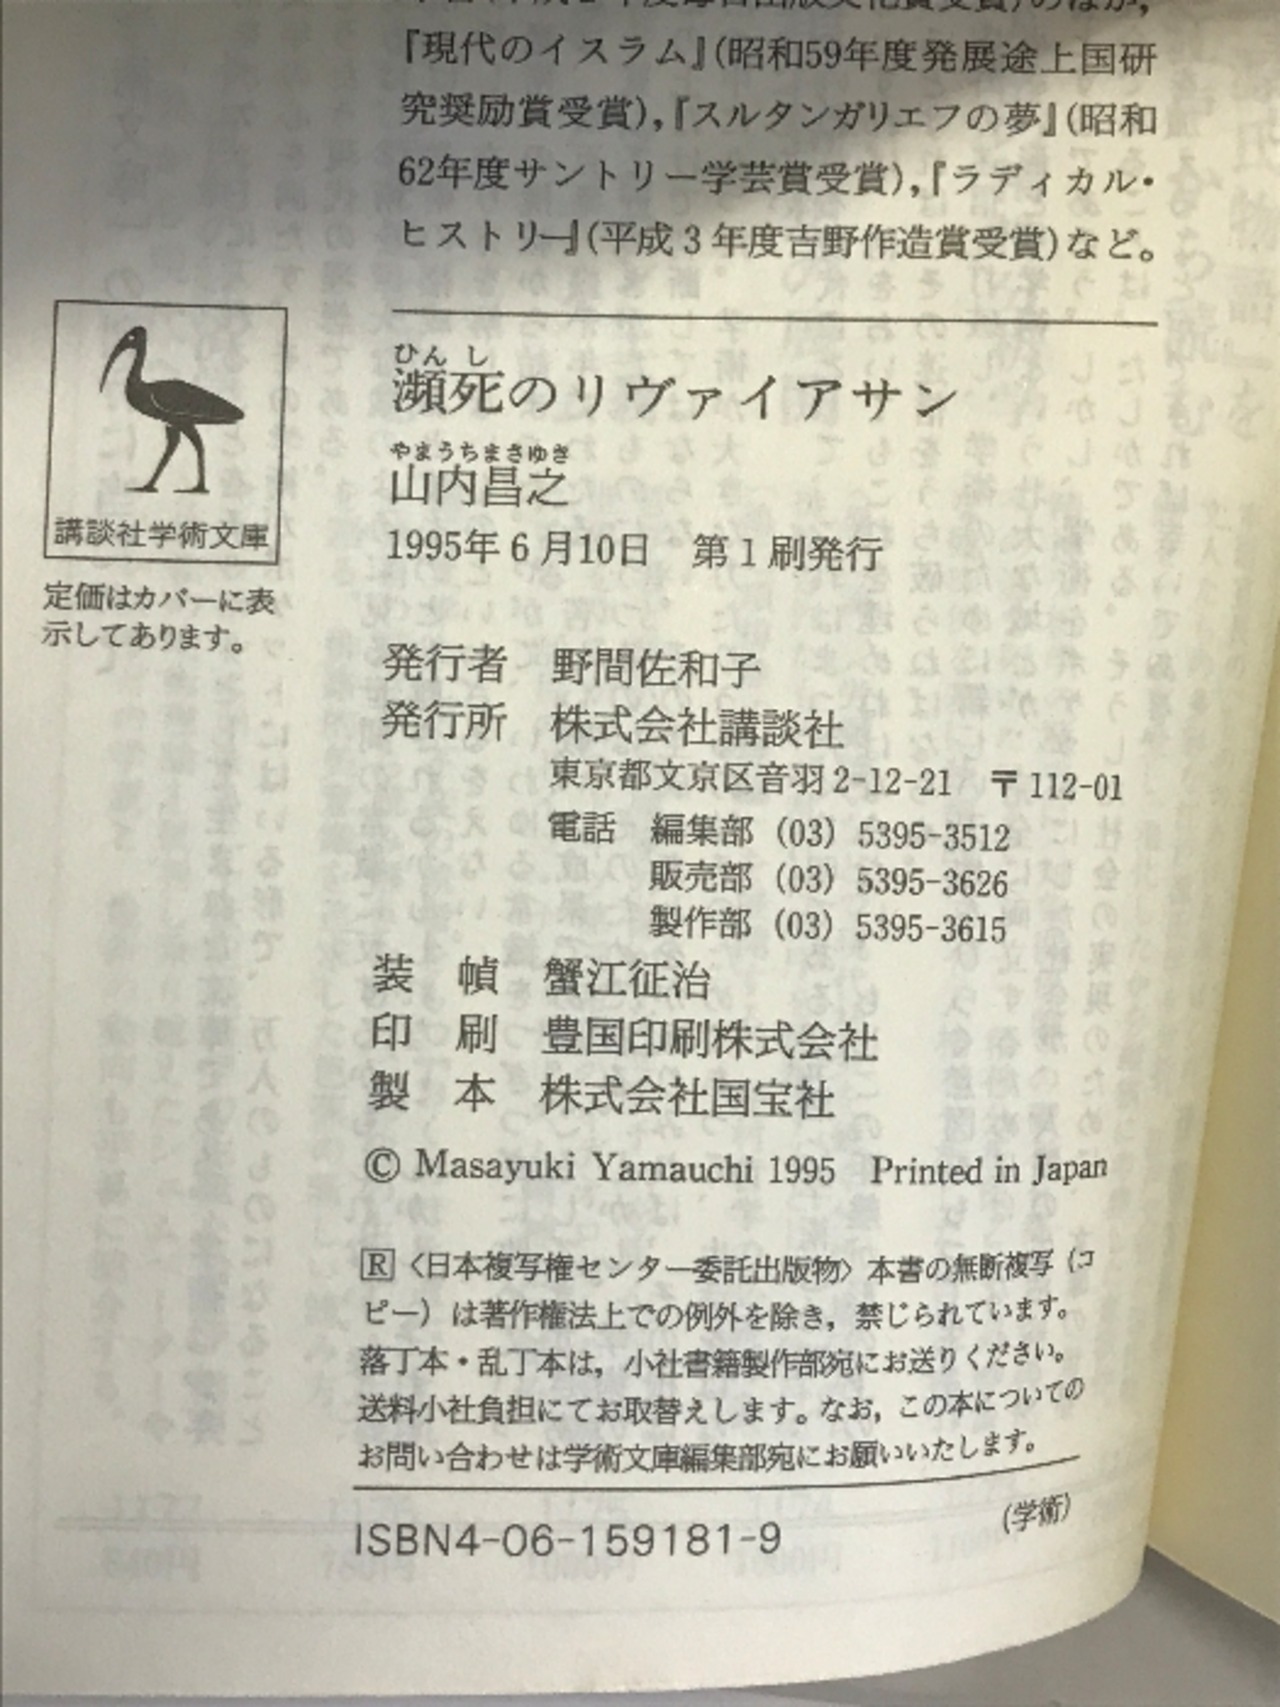 『現代のイスラム』(昭和59年度発展途上国研
究奨励賞受賞),『スルタンガリエフの夢』(昭和
62年度サントリー学芸賞受賞),『ラディカル・
ヒストリー』(平成3年度吉野作造賞受賞)など。
講談社学術文庫
定価はカバーに表
示してあります。
ひんし
瀕死のリヴァイアサン
やまうちまさゆき
山内昌之
1995年6月10日 第1刷発行
発行者 野間佐和子
発行所 株式会社講談社
東京都文京区音羽2-12-21 〒112-01
電話 編集部 (03) 5395-3512
販売部 (03) 5395-3626
製作部 (03) 5395-3615
装 幀 蟹江征治
印 刷 豊国印刷株式会社
製 本 株式会社国宝社
© Masayuki Yamauchi 1995 Printed in Japan
R〈日本複写権センター委託出版物〉本書の無断複写(コ
ピー)は著作権法上での例外を除き,禁じられています。
落丁本・乱丁本は,小社書籍製作部宛にお送りください。
送料小社負担にてお取替えします。なお,この本についての
お問い合わせは学術文庫編集部宛にお願いいたします。
ISBN4-06-159181-9
(学術)